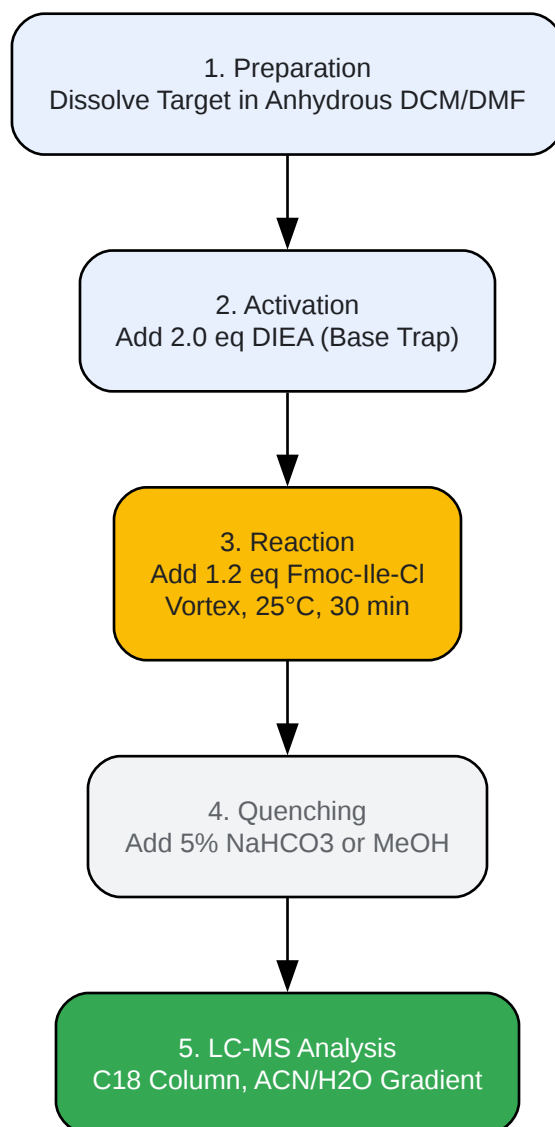 1. Preparation
Dissolve Target in Anhydrous DCM/DMF
2. Activation
Add 2.0 eq DIEA (Base Trap)
3. Reaction
Add 1.2 eq Fmoc-Ile-Cl
Vortex, 25°C, 30 min
4. Quenching
Add 5% NaHCO3 or MeOH
5. LC-MS Analysis
C18 Column, ACN/H2O Gradient